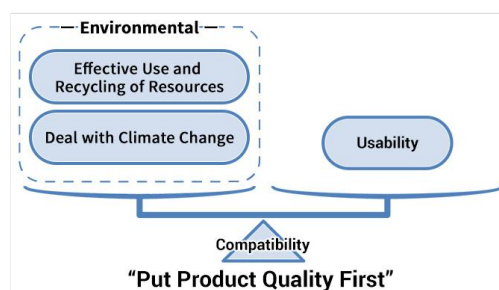 Environmental
Effective Use and
Recycling of Resources
Deal with Climate Change
Usability
Compatibility
“Put Product Quality First”